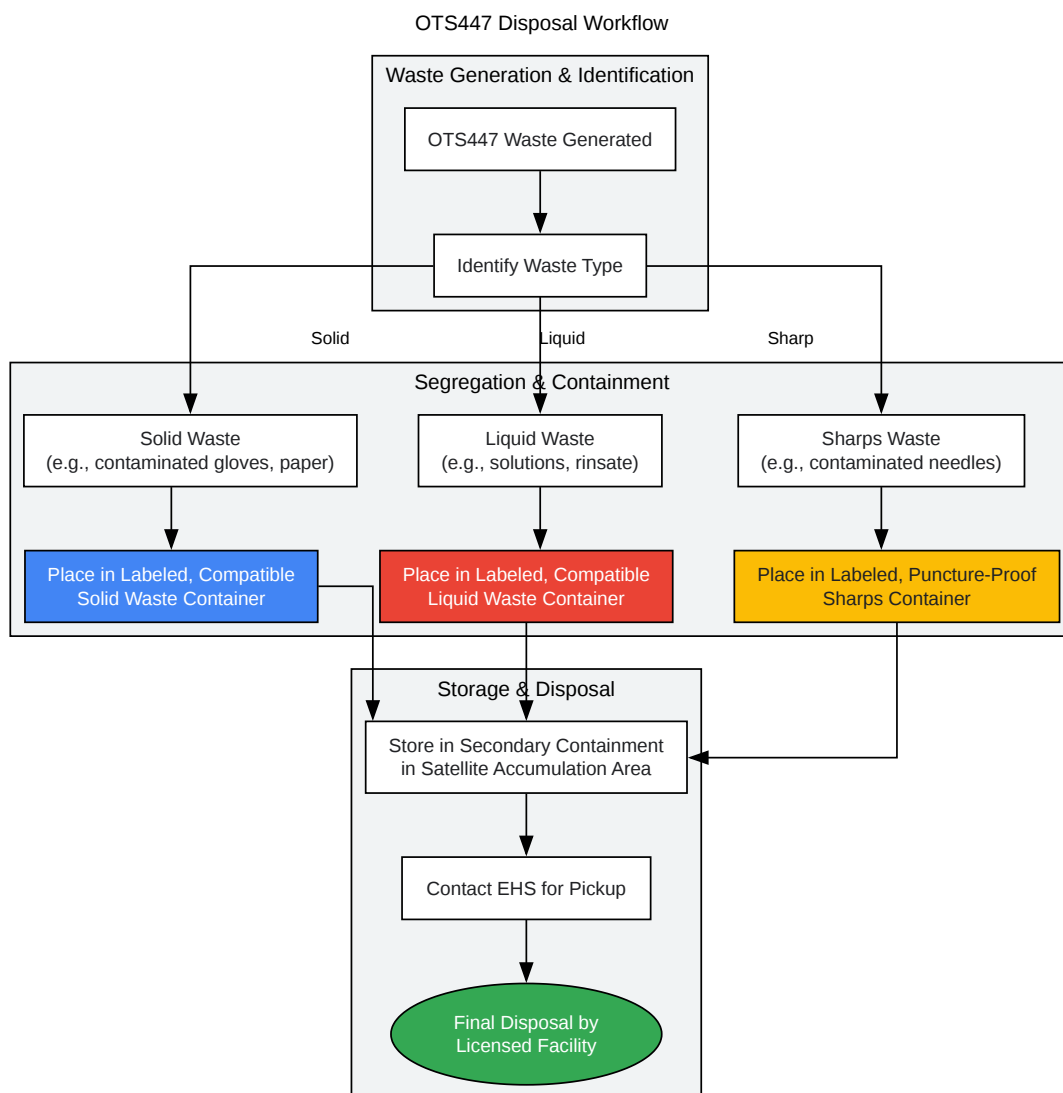 OTS447 Disposal Workflow
Waste Generation & Identification
OTS447 Waste Generated
Identify Waste Type
Solid
Liquid
Sharp
Segregation & Containment
Solid Waste
(e.g., contaminated gloves, paper)
Liquid Waste
(e.g., solutions, rinsate)
Sharps Waste
(e.g., contaminated needles)
Place in Labeled, Compatible
Solid Waste Container
Place in Labeled, Compatible
Liquid Waste Container
Place in Labeled, Puncture-Proof
Sharps Container
Storage & Disposal
Store in Secondary Containment
in Satellite Accumulation Area
Contact EHS for Pickup
Final Disposal by
Licensed Facility